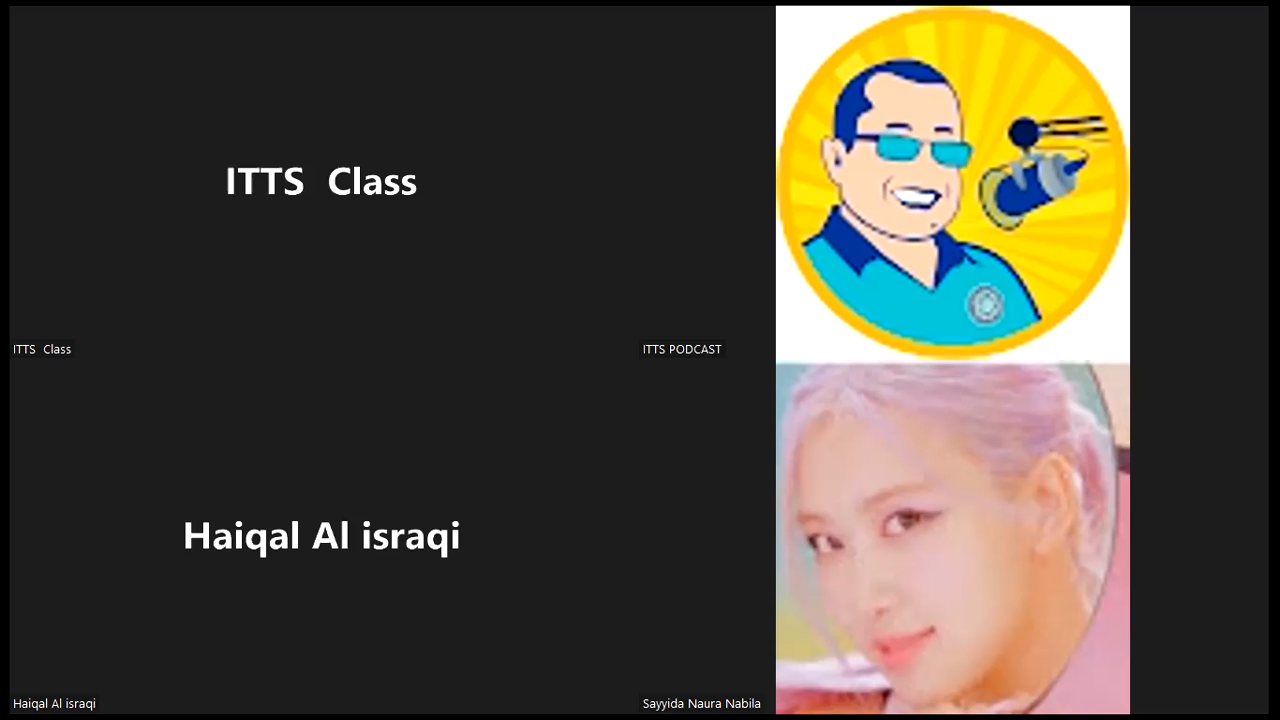 ITTS  Class
ITTS  Class
ITTS PODCAST
Haiqal Al israqi
Haiqal Al israqi
Sayyida Naura Nabila